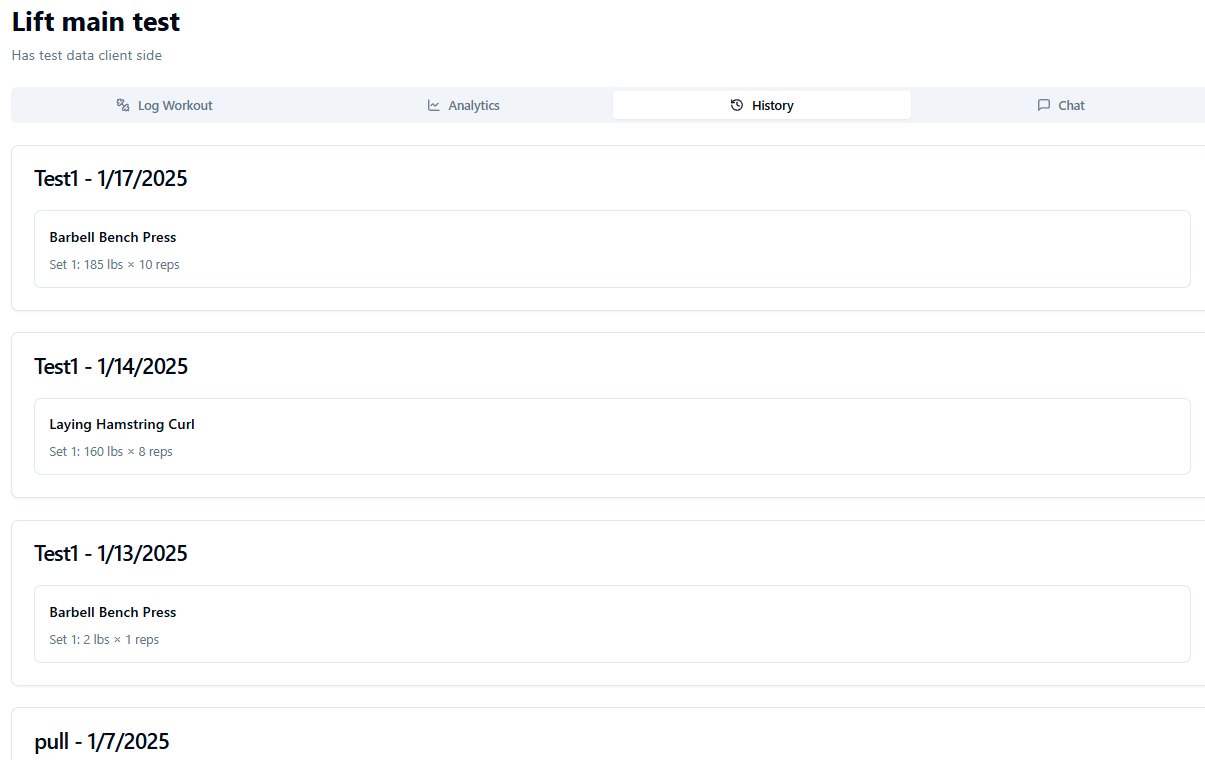 Lift main test
Has test data client side
Log Workout
Analytics
History
Chat
Test1 - 1/17/2025
Barbell Bench Press
Set 1: 185 lbs × 10 reps
Test1 - 1/14/2025
Laying Hamstring Curl
Set 1: 160 lbs × 8 reps
Test1 - 1/13/2025
Barbell Bench Press
Set 1: 2 lbs × 1 reps
pull - 1/7/2025